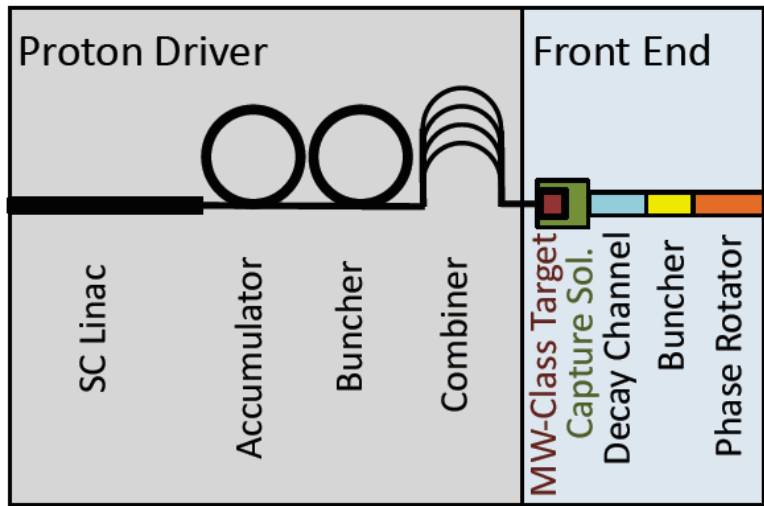 Proton Driver
Front End
SC Linac
Accumulator
Buncher
Combiner
MW-Class Target
Capture Sol.
Decay Channel
Buncher
Phase Rotator